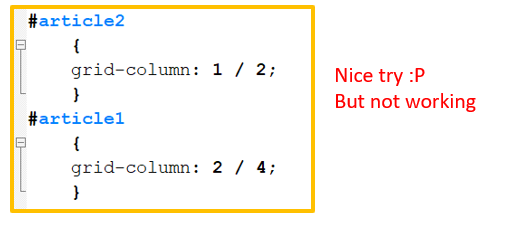 #article2
{
grid-column: 1 / 2;
}
#article1
{
grid-column: 2 / 4;
}
Nice try :P
But not working